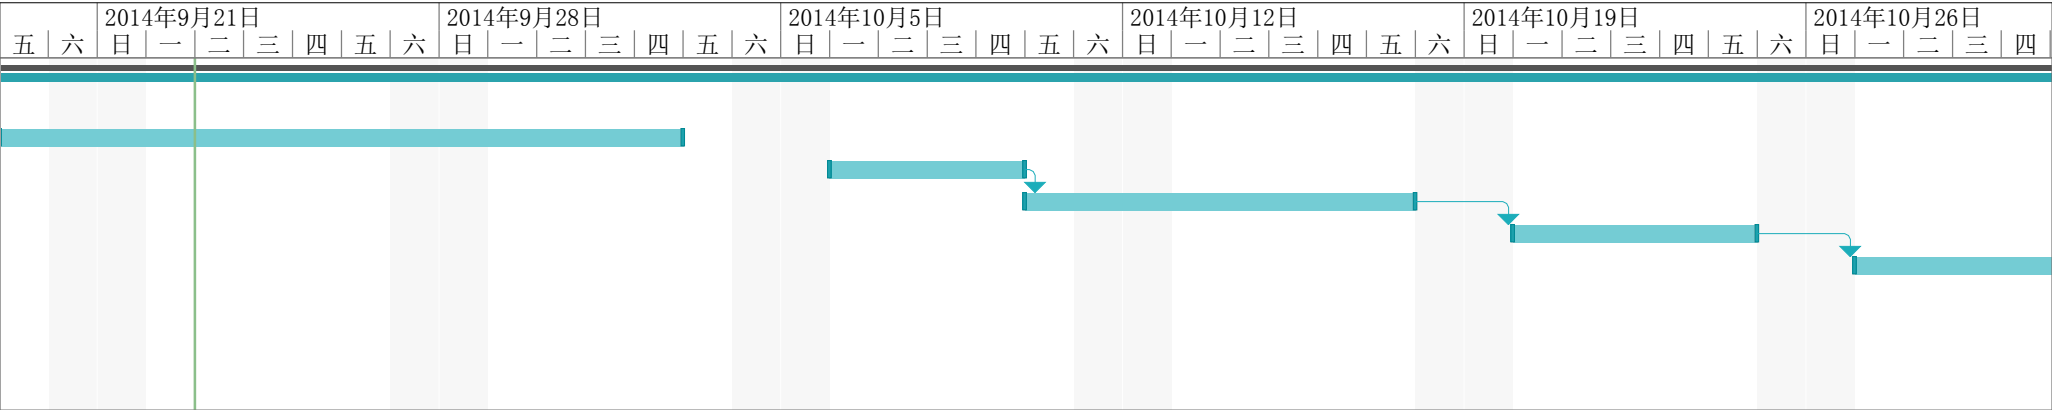 2014年9月21日 2014年9月28日 2014年10月5日 2014年10月12日 2014年10月19日 2014年10月26日
五 六 日 一 二 三 四 五 六 日 一 二 三 四 五 六 日 一 二 三 四 五 六 日 一 二 三 四 五 六 日 一 二 三 四 五 六 日 一 二 三 四